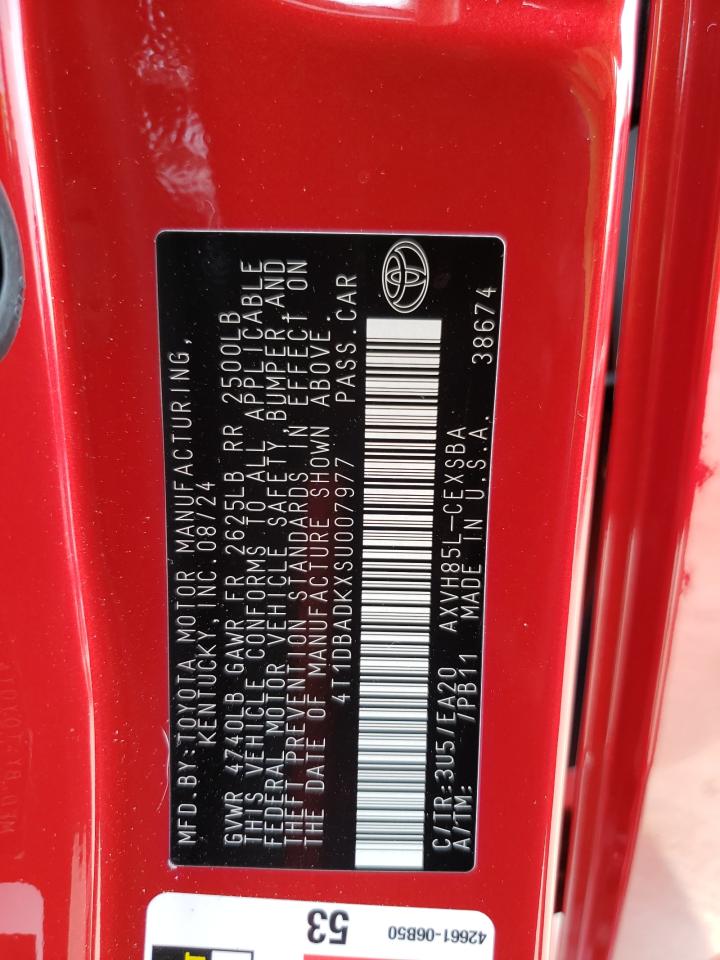 MFD BY:TOYOTA MOTOR MANUFACTURING,
KENTUCKY, INC. 08/24
GVWR 4740LB GAWR FR 2625LB RR 2500LB
THIS VEHICLE CONFORMS TO ALL APPLICABLE
FEDERAL MOTOR VEHICLE SAFETY, BUMPER AND
THEFT PREVENTION STANDARDS IN EFFECT ON
THE DATE OF MANUFACTURE SHOWN ABOVE.
4T1DBADKXSU007977 PASS.CAR
C/TR:3U5/EA20 AXVH85L-CEXSBA 38674
A/TM: /PB11 MADE IN U.S.A.
53
42661-06B50